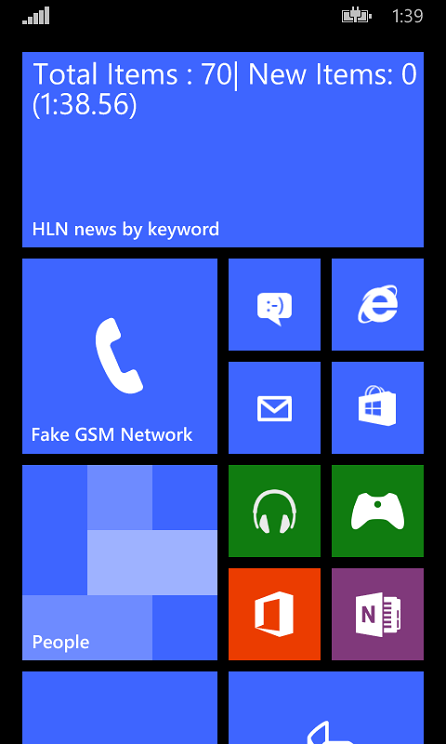 1:39
Total Items : 70| New Items: 0
(1:38.56)
HLN news by keyword
:-)
Fake GSM Network
People
N